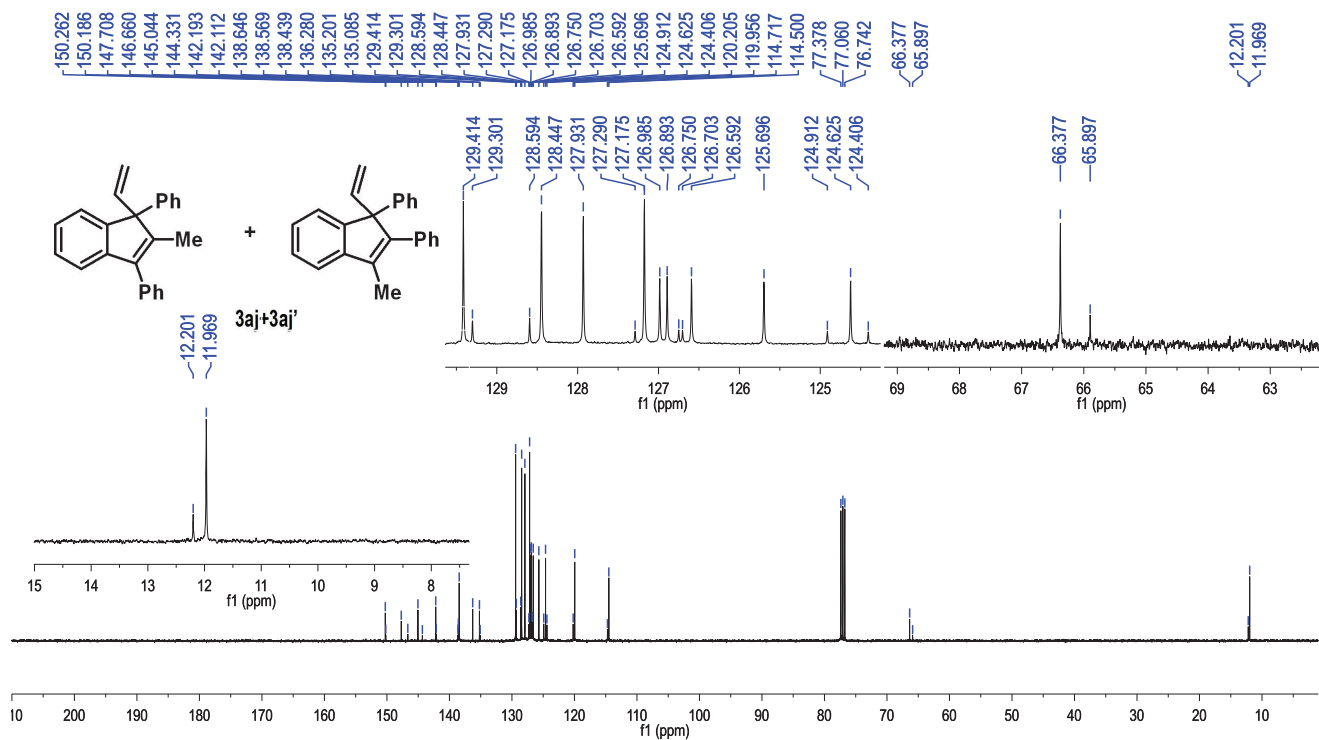 150.262 150.186 147.708 146.660 145.044 144.331 142.193 142.112 138.646 138.569 138.439 136.280 135.201 135.085 129.414 129.301 128.594 128.447 127.931 127.290 127.175 126.985 126.893 126.750 126.703 126.592 125.696 124.912 124.625 124.406 120.205 119.956 114.717 114.500 77.378 77.060 76.742 66.377 65.897 12.201 11.969
129.414 129.301 128.594 128.447 127.931 127.290 127.175 126.985 126.893 126.750 126.703 126.592 125.696 124.912 124.625 124.406
66.377 65.897
Ph Ph
Me + Ph
Ph Me
3aj+3aj'
12.201 11.969
129 128 127 126 125
f1 (ppm)
69 68 67 66 65 64 63
f1 (ppm)
15 14 13 12 11 10 9 8
f1 (ppm)
10 200 190 180 170 160 150 140 130 120 110 100 90 80 70 60 50 40 30 20 10
f1 (ppm)